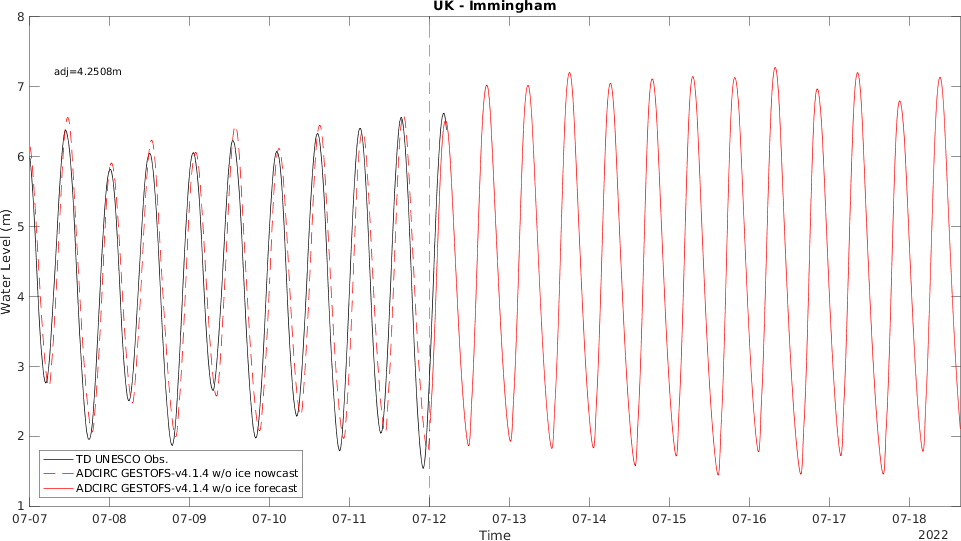 UK - Immingham
8
adj=4.2508m
7
6
5
4
3
2
1
Water Level (m)
TD UNESCO Obs.
ADCIRC GESTOFS-v4.1.4 w/o ice nowcast
ADCIRC GESTOFS-v4.1.4 w/o ice forecast
07-07 07-08 07-09 07-10 07-11 07-12 07-13 07-14 07-15 07-16 07-17 07-18
Time
2022